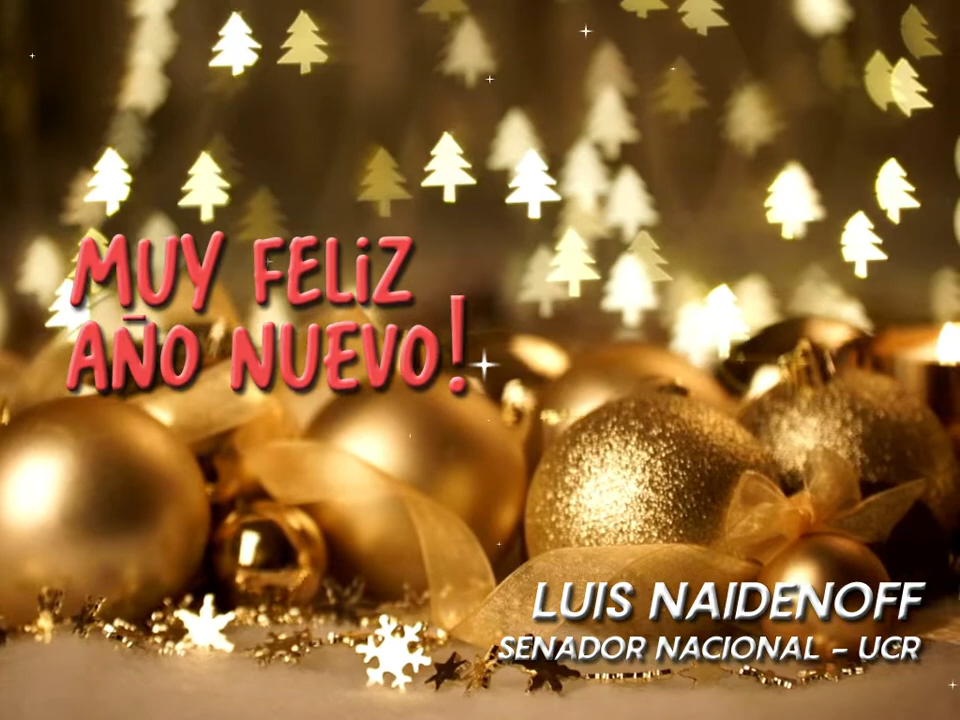 MUY FELIZ
AÑO NUEVO!
LUIS NAIDENOFF
SENADOR NACIONAL - UCR